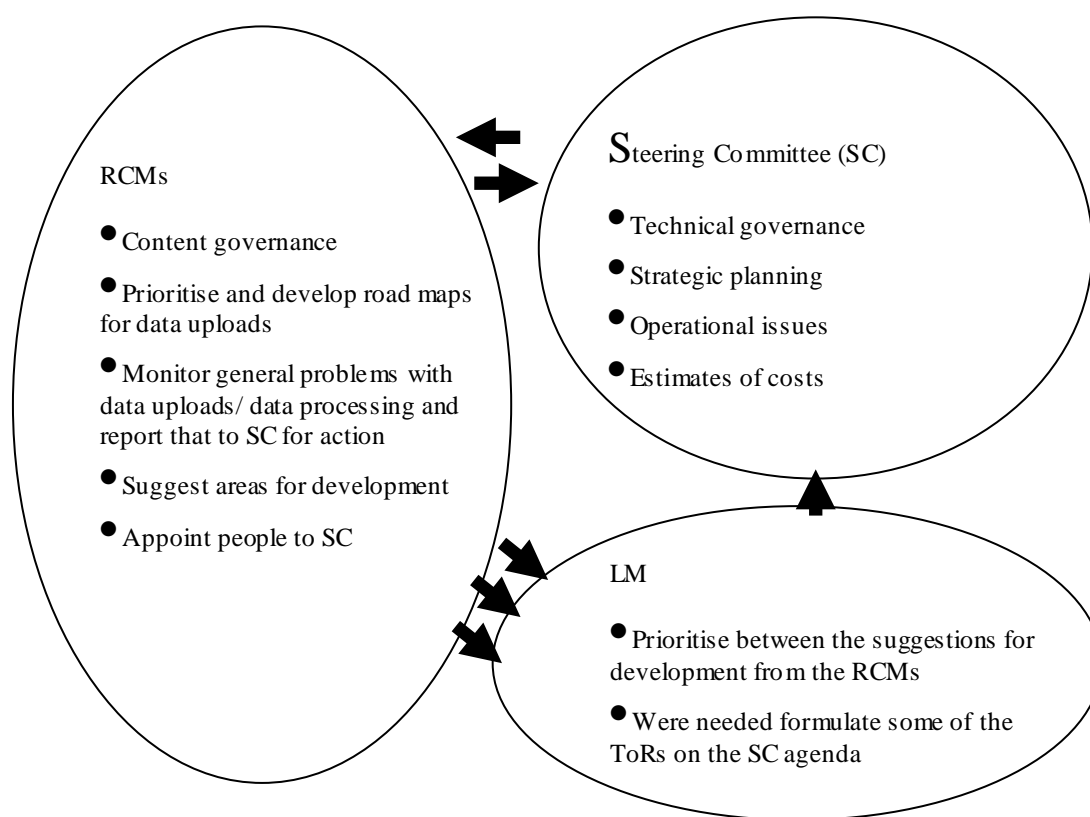 RCMs
● Content governance
● Prioritise and develop road maps
for data uploads
● Monitor general problems with
data uploads/ data processing and
report that to SC for action
● Suggest areas for development
● Appoint people to SC
Steering Committee (SC)
● Technical governance
● Strategic planning
● Operational issues
● Estimates of costs
LM
● Prioritise between the suggestions for
development from the RCMs
● Were needed formulate some of the
ToRs on the SC agenda